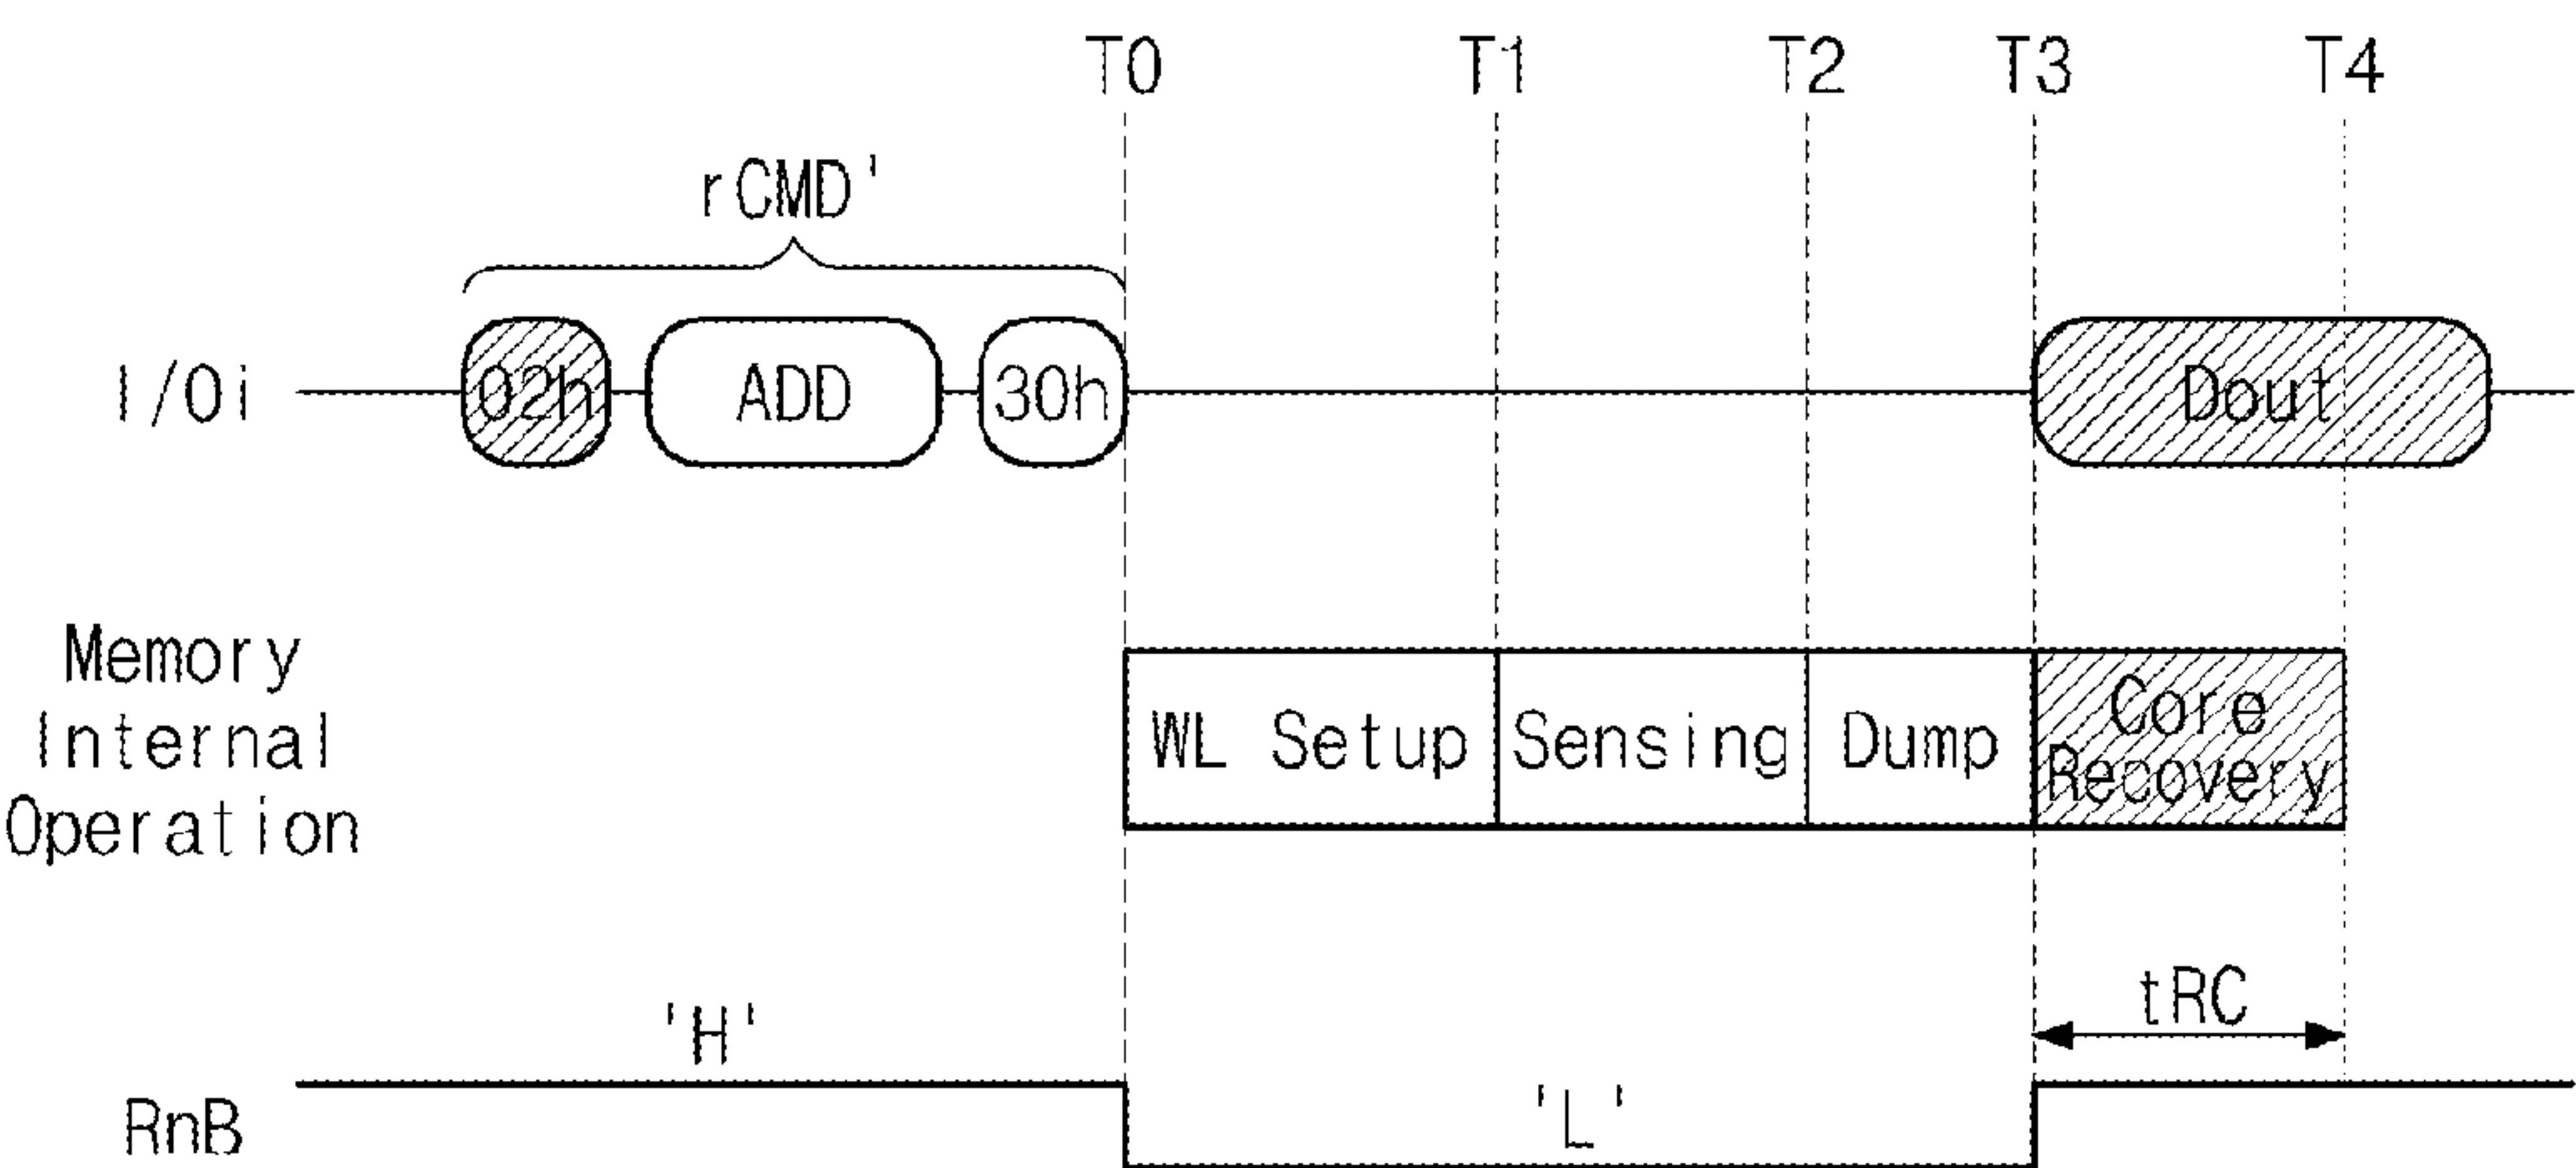 T0 T1 T2 T3 T4
rCMD'
I/Oi 02h ADD 30h Dout
Memory
Internal
Operation
WL Setup Sensing Dump Core
Recovery
tRC
'H'
'L'
RnB